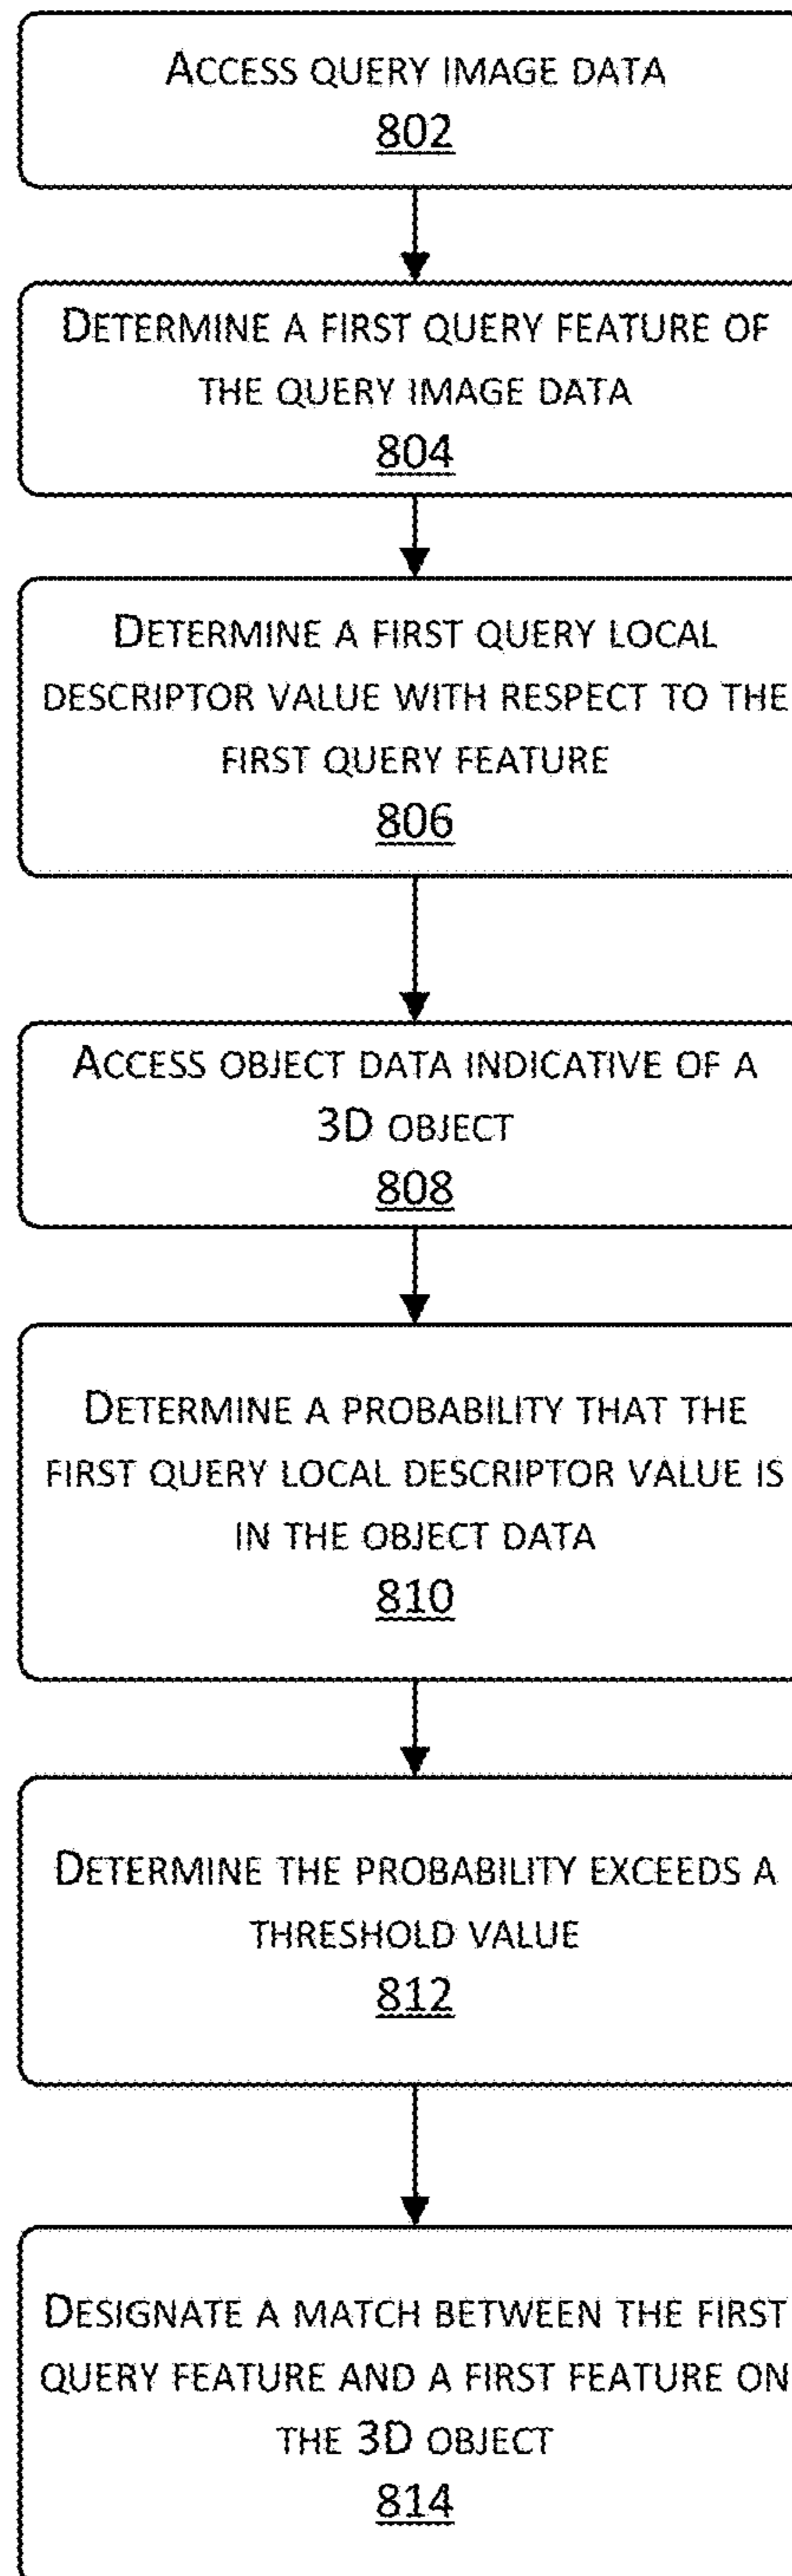 ACCESS QUERY IMAGE DATA
802
DETERMINE A FIRST QUERY FEATURE OF
THE QUERY IMAGE DATA
804
DETERMINE A FIRST QUERY LOCAL
DESCRIPTOR VALUE WITH RESPECT TO THE
FIRST QUERY FEATURE
806
ACCESS OBJECT DATA INDICATIVE OF A
3D OBJECT
808
DETERMINE A PROBABILITY THAT THE
FIRST QUERY LOCAL DESCRIPTOR VALUE IS
IN THE OBJECT DATA
810
DETERMINE THE PROBABILITY EXCEEDS A
THRESHOLD VALUE
812
DESIGNATE A MATCH BETWEEN THE FIRST
QUERY FEATURE AND A FIRST FEATURE ON
THE 3D OBJECT
814